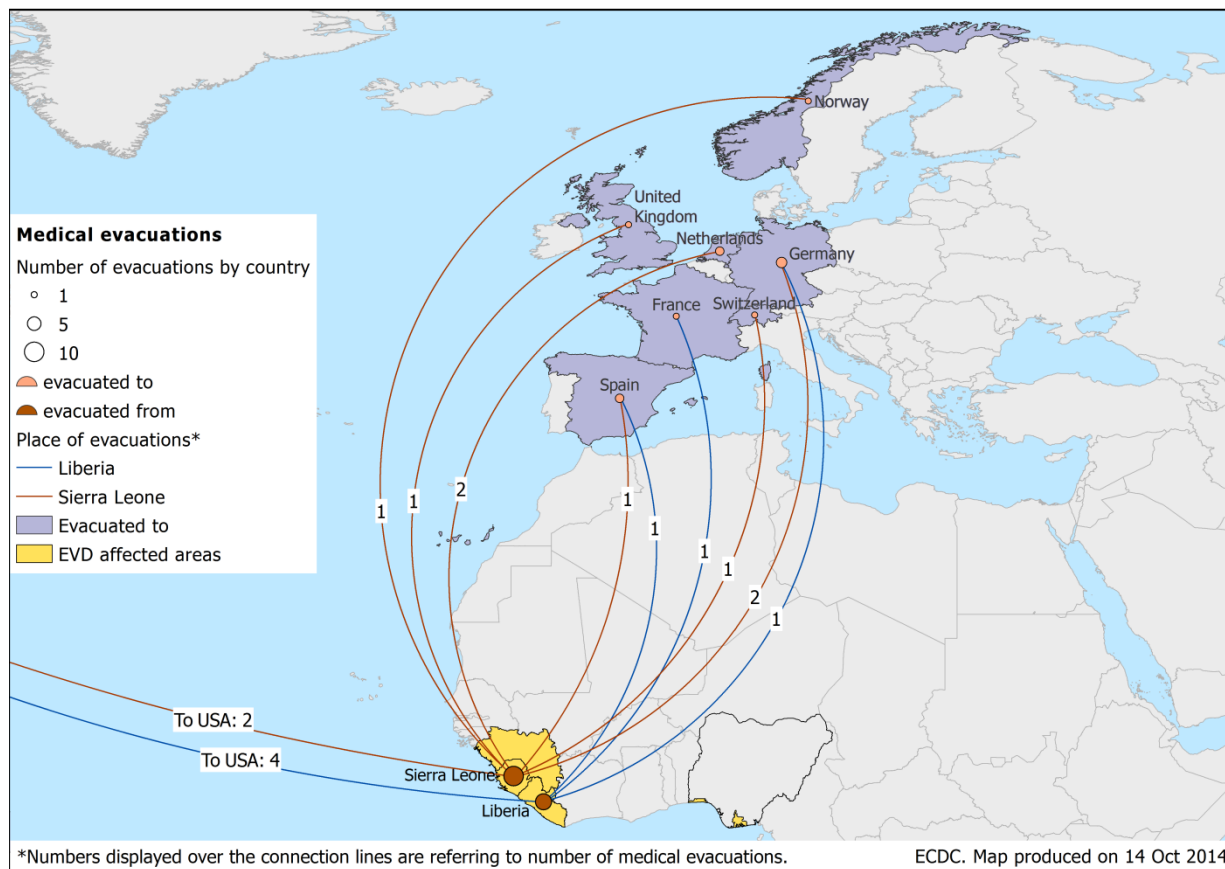 Norway
United
Kingdom
Netherlands
Germany
France
Switzerland
Spain
Medical evacuations
Number of evacuations by country
1
5
10
evacuated to
evacuated from
Place of evacuations*
Liberia
Sierra Leone
Evacuated to
EVD affected areas
1
1
2
1
1
1
1
2
1
To USA: 2
To USA: 4
Sierra Leone
Liberia
*Numbers displayed over the connection lines are referring to number of medical evacuations.
ECDC. Map produced on 14 Oct 2014